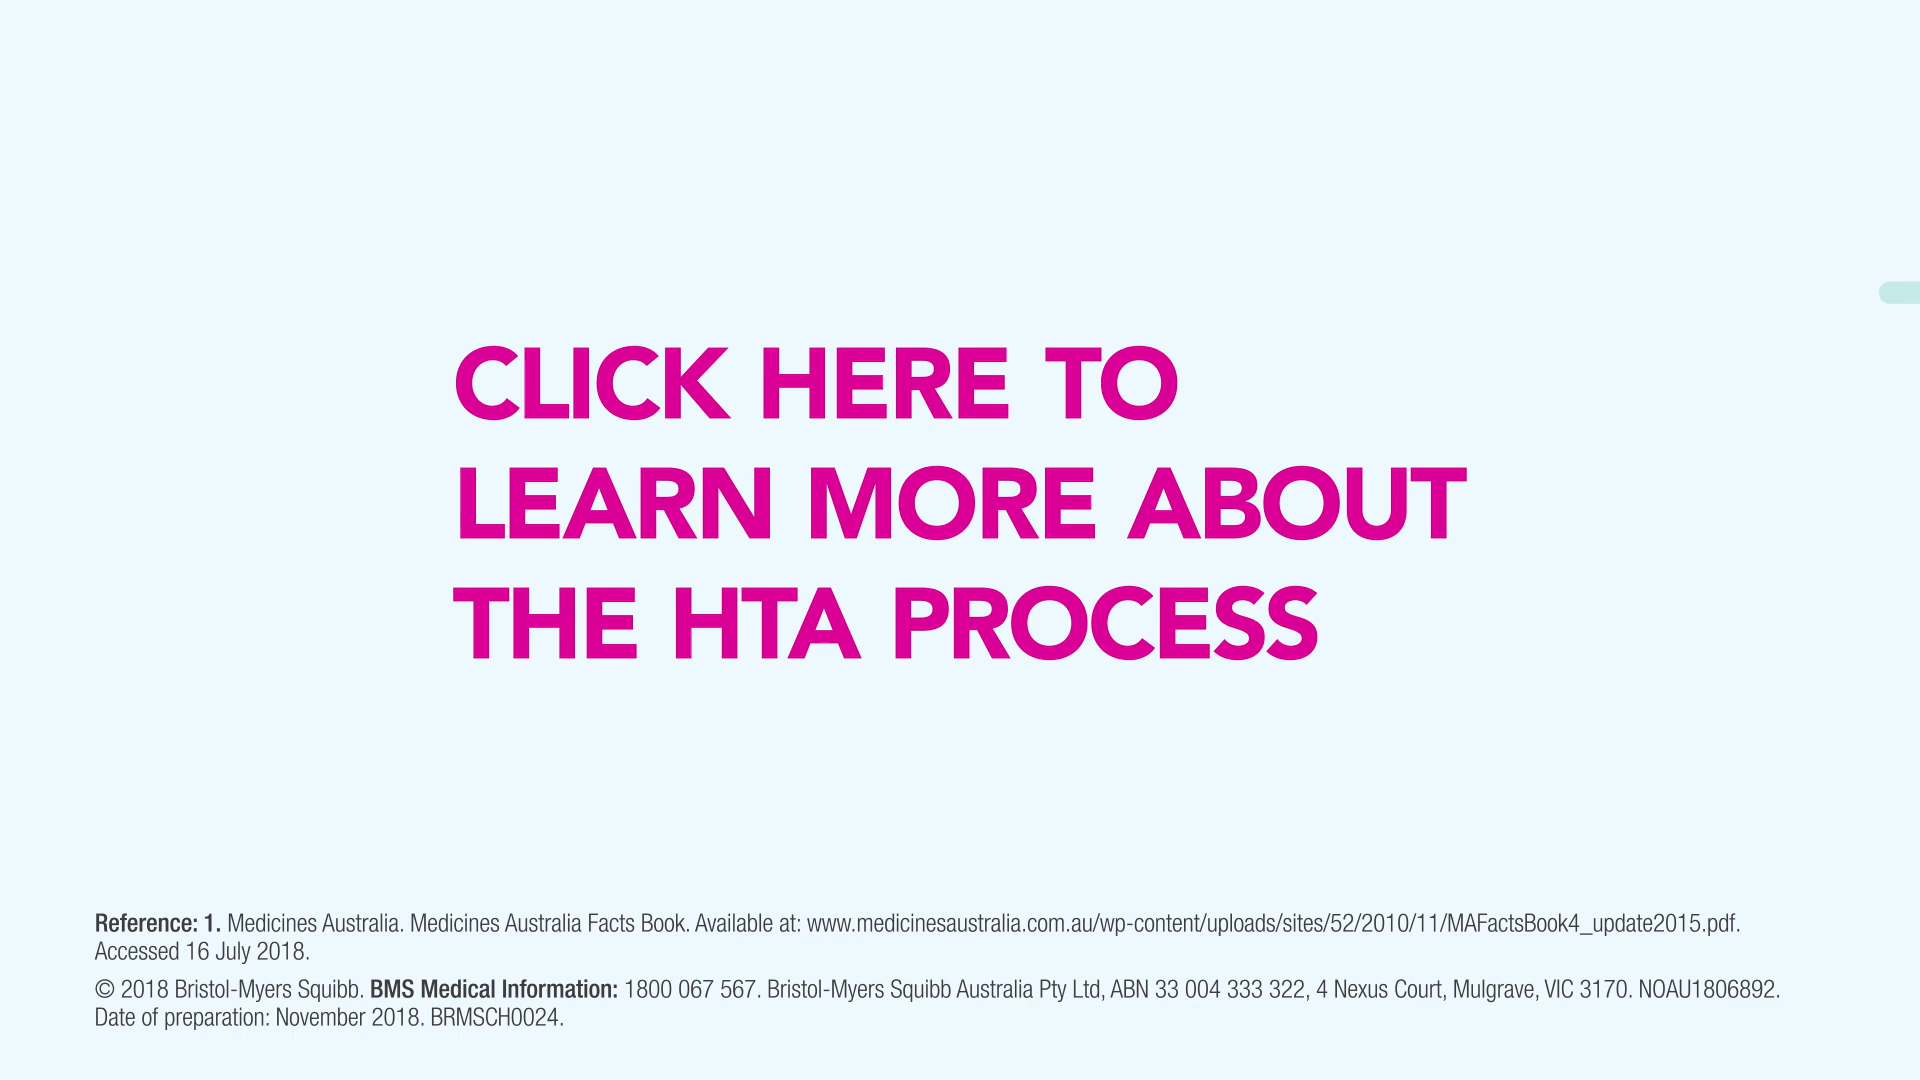 CLICK HERE TO
LEARN MORE ABOUT
THE HTA PROCESS
Reference: 1. Medicines Australia. Medicines Australia Facts Book. Available at: www.medicinesaustralia.com.au/wp-content/uploads/sites/52/2010/11/MAFactsBook4_update2015.pdf.
Accessed 16 July 2018.
© 2018 Bristol-Myers Squibb. BMS Medical Information: 1800 067 567. Bristol-Myers Squibb Australia Pty Ltd, ABN 33 004 333 322, 4 Nexus Court, Mulgrave, VIC 3170. NOAU1806892.
Date of preparation: November 2018. BRMSCH0024.